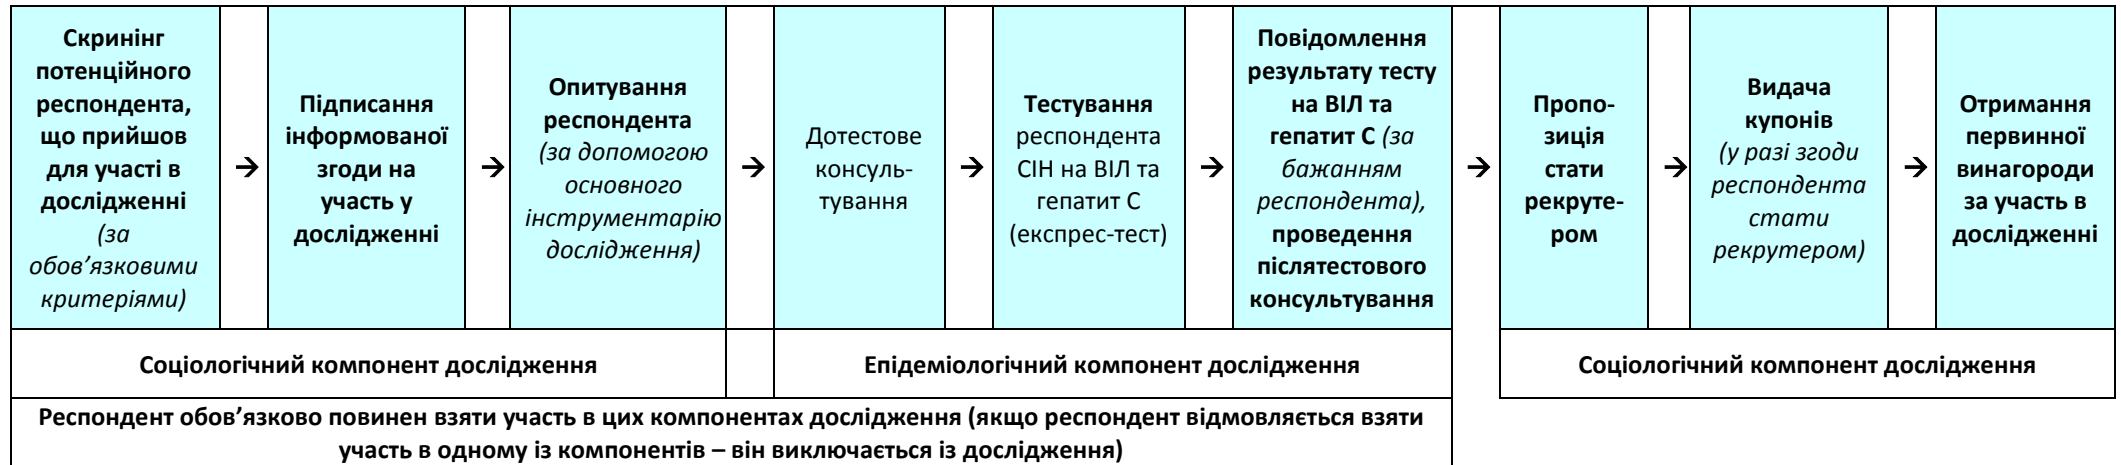 Скринінг
потенційного
респондента,
що прийшов
для участі в
дослідженні
(за
обов’язковими
критеріями)
→
Підписання
інформованої
згоди на
участь у
дослідженні
→
Опитування
респондента
(за допомогою
основного
інструментарію
дослідження)
→
Дотестове
консуль-
тування
→
Тестування
респондента
СІН на ВІЛ та
гепатит С
(експрес-тест)
→
Повідомлення
результату тесту
на ВІЛ та
гепатит С (за
бажанням
респондента),
проведення
післятестового
консультування
→
Пропо-
зиція
стати
рекруте-
ром
→
Видача
купонів
(у разі згоди
респондента
стати
рекрутером)
→
Отримання
первинної
винагороди
за участь в
дослідженні
Соціологічний компонент дослідження
Епідеміологічний компонент дослідження
Соціологічний компонент дослідження
Респондент обов’язково повинен взяти участь в цих компонентах дослідження (якщо респондент відмовляється взяти
участь в одному із компонентів – він виключається із дослідження)